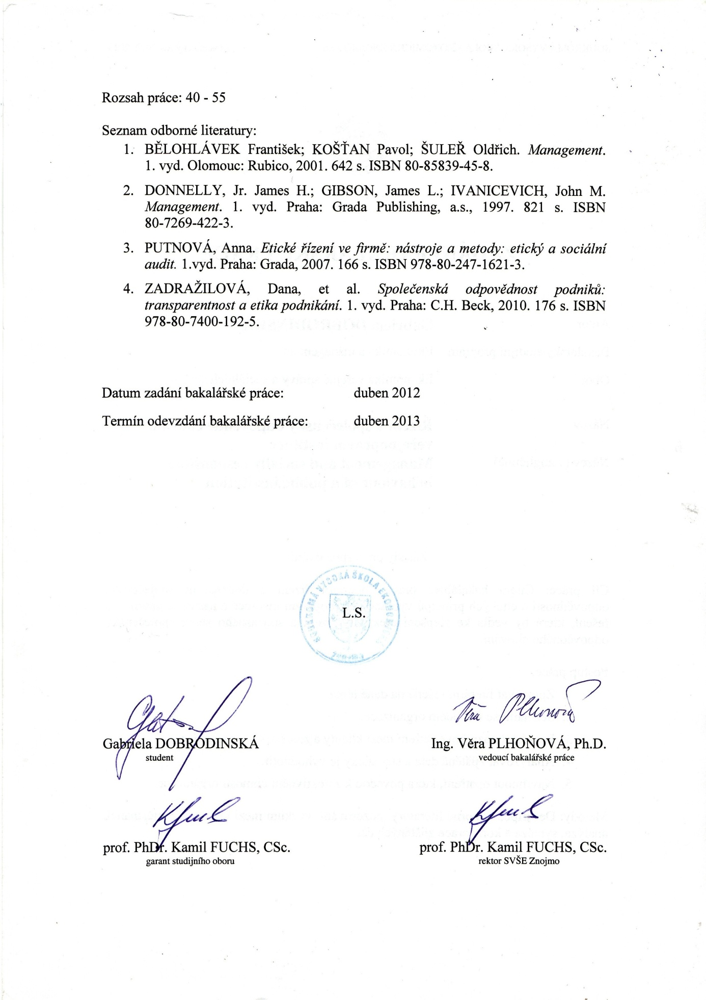 Rozsah práce: 40 - 55
Seznam odborné literatury:
1. BĚLOHLÁVEK František; KOŠŤAN Pavol; ŠULEŘ Oldřich. Management.
1. vyd. Olomouc: Rubico, 2001. 642 s. ISBN 80-85839-45-8.
2. DONNELLY, Jr. James H.; GIBSON, James L.; IVANICEVICH, John M.
Management. 1. vyd. Praha: Grada Publishing, a.s., 1997. 821 s. ISBN
80-7269-422-3.
3. PUTNOVÁ, Anna. Etické řízení ve firmě: nástroje a metody: etický a sociální
audit. 1.vyd. Praha: Grada, 2007. 166 s. ISBN 978-80-247-1621-3.
4. ZADRAŽILOVÁ, Dana, et al. Společenská odpovědnost podniků:
transparentnost a etika podnikání. 1. vyd. Praha: C.H. Beck, 2010. 176 s. ISBN
978-80-7400-192-5.
Datum zadání bakalářské práce: duben 2012
Termín odevzdání bakalářské práce: duben 2013
SOUKROMÁ VYSOKÁ ŠKOLA EKONOMICKÁ
L.S.
ZNOJMO
Věra Plhoňová
Gabriela DOBRODINSKÁ Ing. Věra PLHOŇOVÁ, Ph.D.
student vedoucí bakalářské práce
prof. PhDr. Kamil FUCHS, CSc. prof. PhDr. Kamil FUCHS, CSc.
garant studijního oboru rektor SVŠE Znojmo